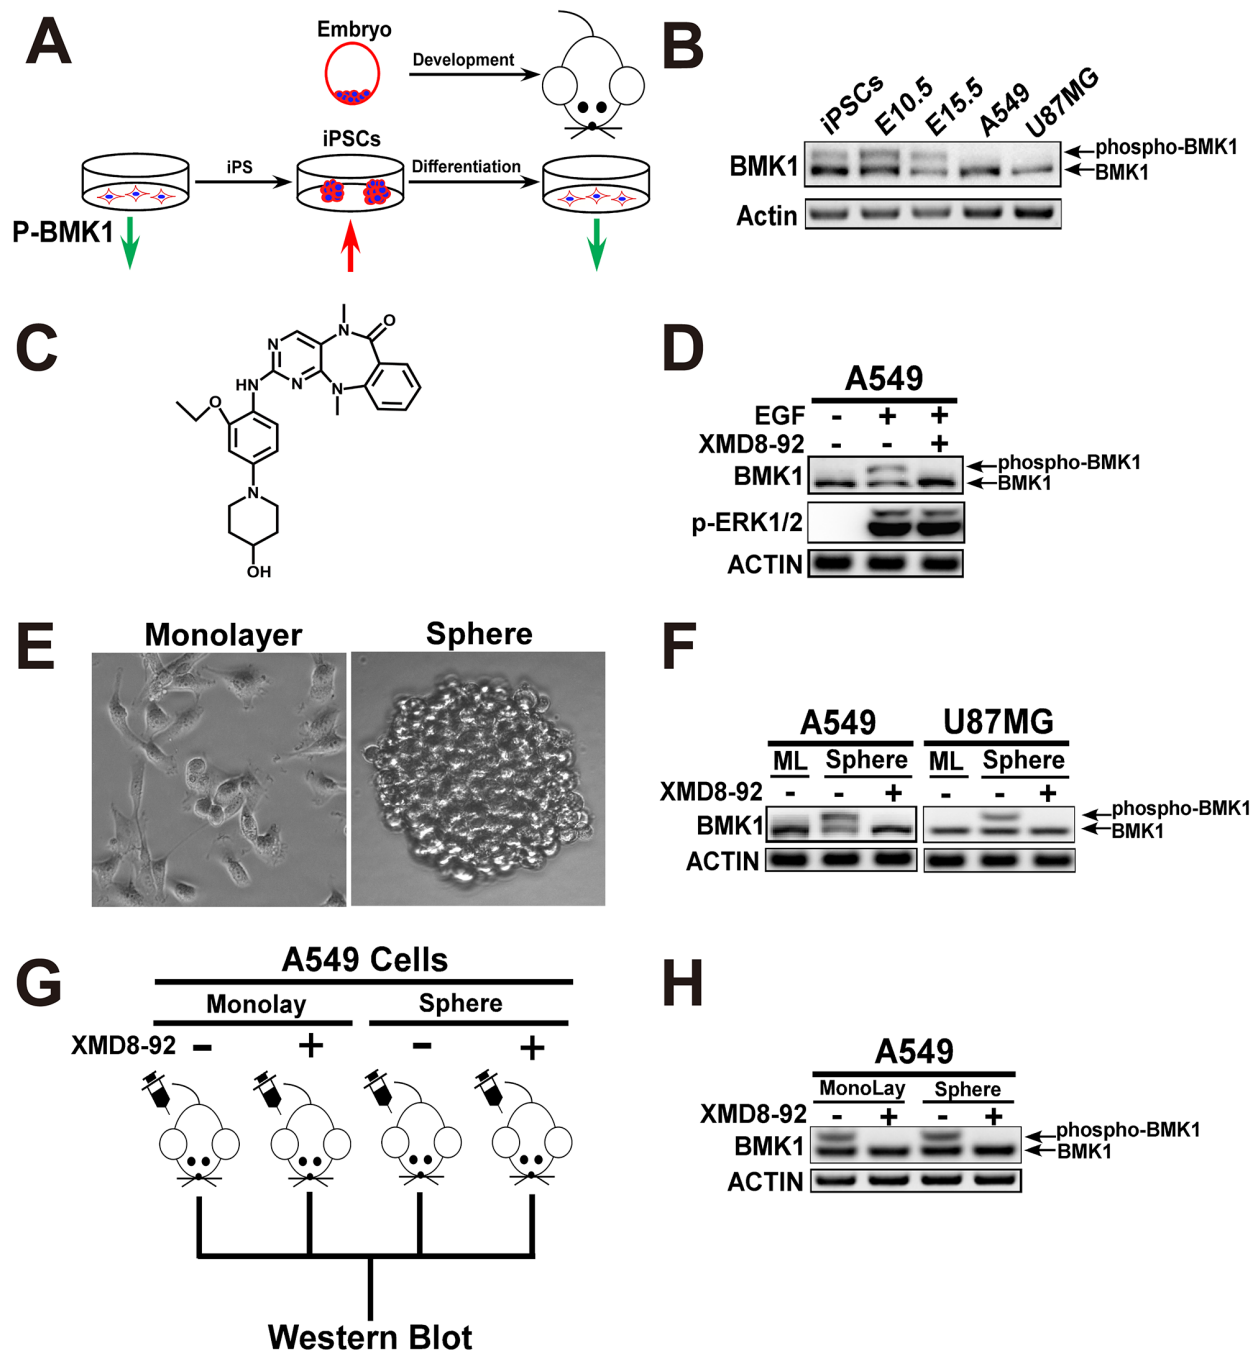 A
Embryo
Development
iPSCs
iPS
Differentiation
P-BMK1
B
iPSCs
E10.5
E15.5
A549
U87MG
BMK1
phospho-BMK1
BMK1
Actin
C
N
N
O
N
HN
N
N
O
N
OH
D
A549
EGF - + +
XMD8-92 - - +
BMK1
phospho-BMK1
BMK1
p-ERK1/2
ACTIN
E
Monolayer Sphere
F
A549 U87MG
ML Sphere ML Sphere
XMD8-92 - - + - - +
BMK1
phospho-BMK1
BMK1
ACTIN
G
A549 Cells
Monolay Sphere
XMD8-92 - + - +
Western Blot
H
A549
MonoLay Sphere
XMD8-92 - + - +
BMK1
phospho-BMK1
BMK1
ACTIN